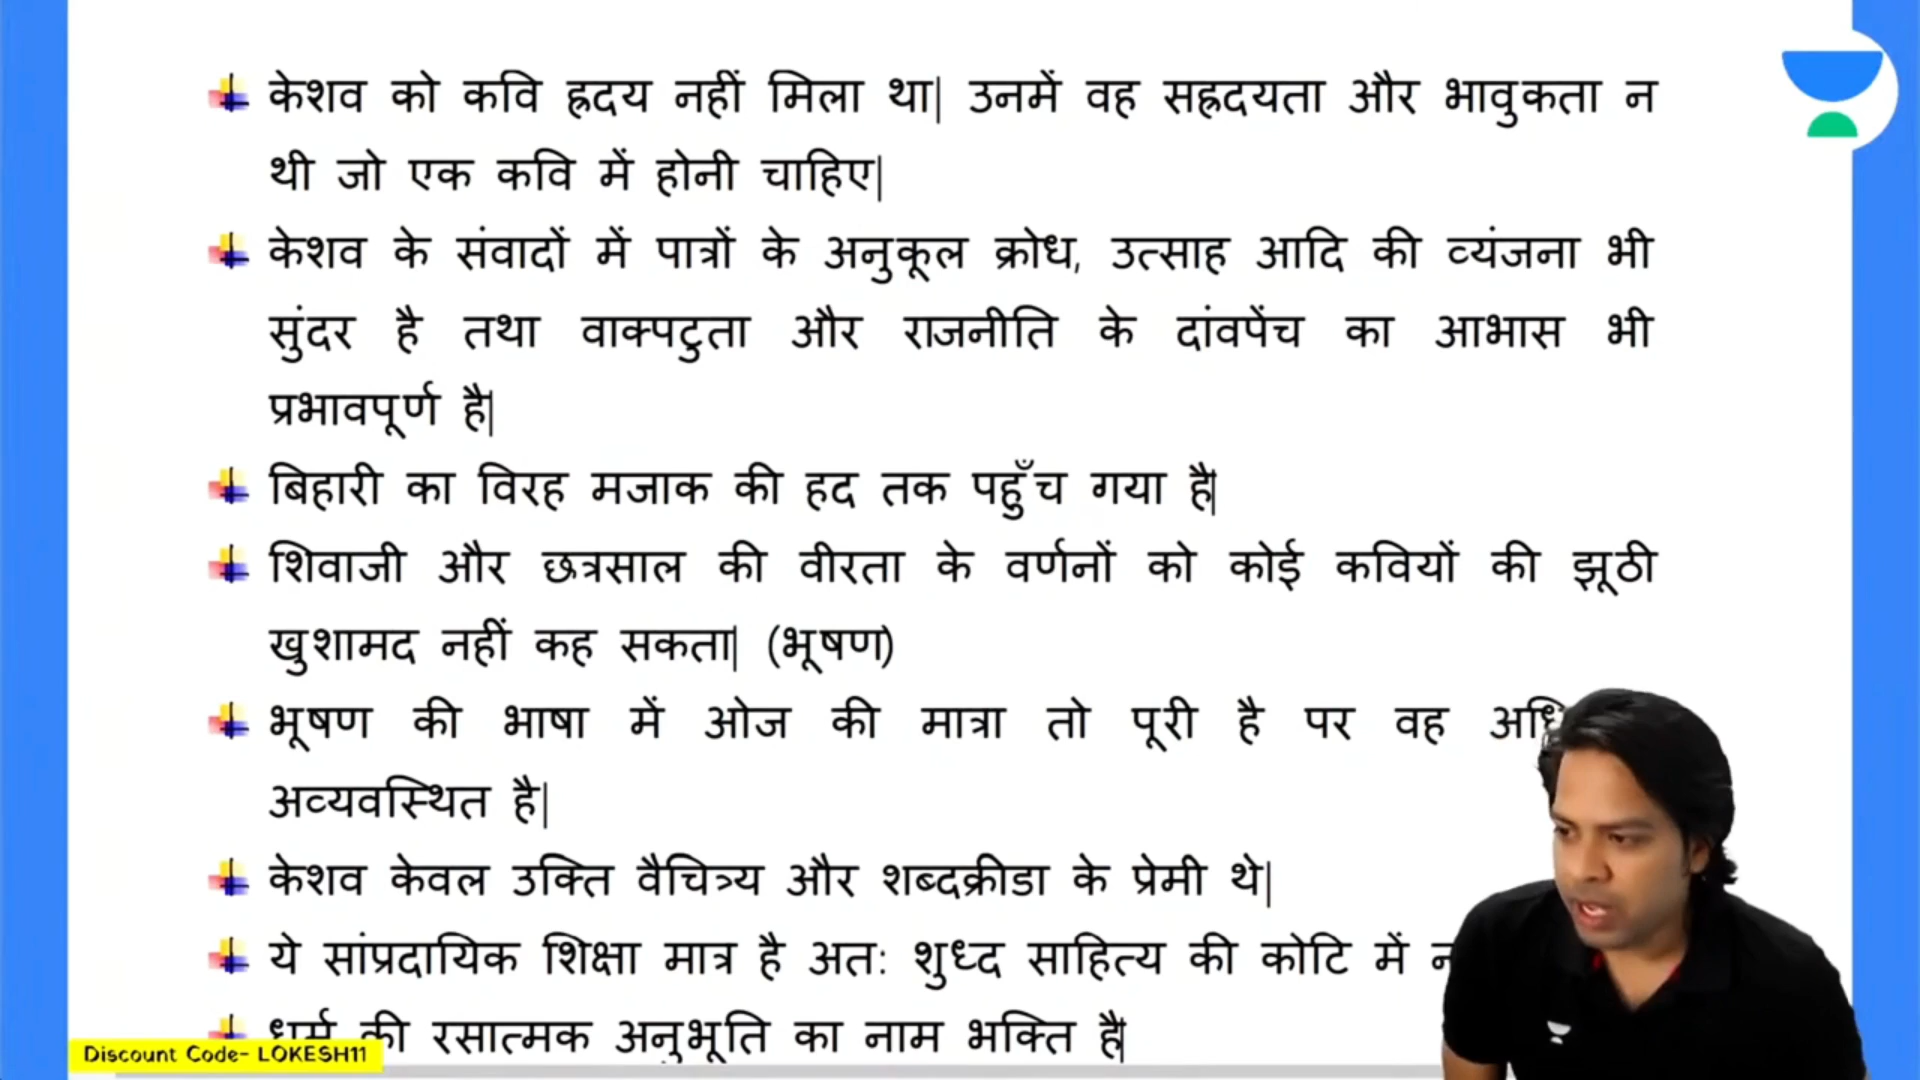 केशव को कवि ह्रदय नहीं मिला था| उनमें वह सह्रदयता और भावुकता न
थी जो एक कवि में होनी चाहिए|
केशव के संवादों में पात्रों के अनुकूल क्रोध, उत्साह आदि की व्यंजना भी
सुंदर है तथा वाक्पटुता और राजनीति के दांवपेंच का आभास भी
प्रभावपूर्ण है|
बिहारी का विरह मजाक की हद तक पहुँच गया है|
शिवाजी और छत्रसाल की वीरता के वर्णनों को कोई कवियों की झूठी
खुशामद नहीं कह सकता| (भूषण)
भूषण की भाषा में ओज की मात्रा तो पूरी है पर वह
अव्यवस्थित है|
केशव केवल उक्ति वैचित्र्य और शब्दक्रीडा के प्रेमी थे|
ये सांप्रदायिक शिक्षा मात्र है अत: शुध्द साहित्य की कोटि में
धर्म की रसात्मक अनुभूति का नाम भक्ति है|
Discount Code- LOKESH11